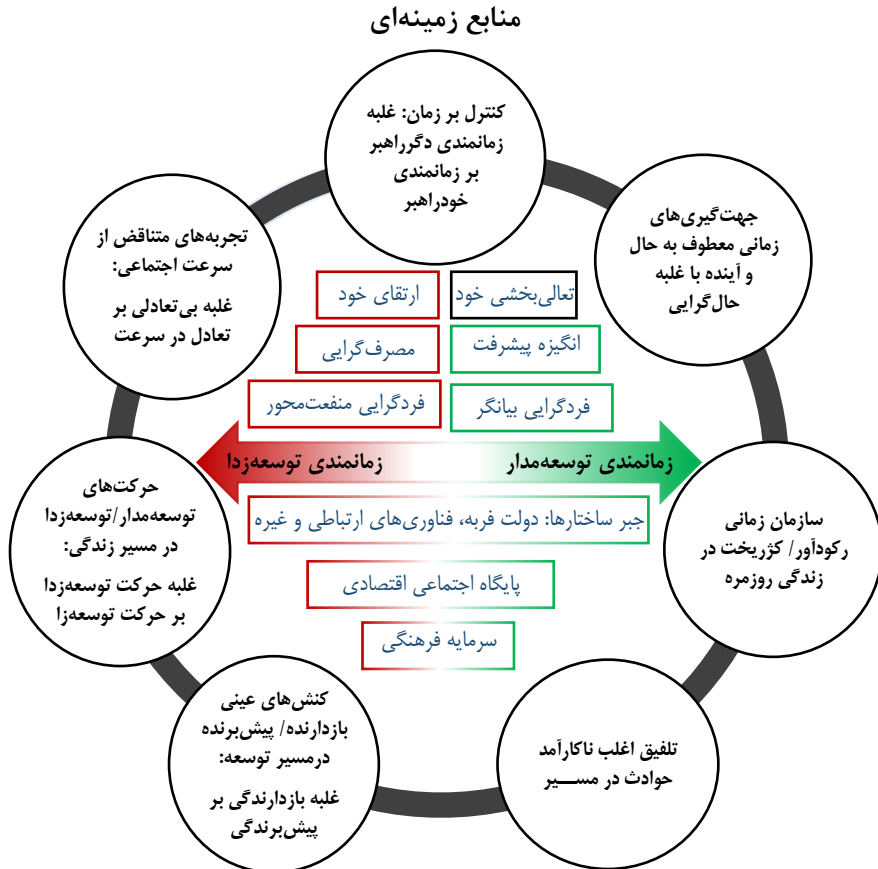 منابع زمینه‌ای
کنترل بر زمان: غلبه
زمانمندی دگرراهبر
بر زمانمندی
خودراهبر
جهت‌گیری‌های
زمانی معطوف به حال
و آینده با غلبه
حال‌گرایی
تجربه‌های متناقض از
سرعت اجتماعی:
غلبه بی‌تعادلی بر
تعادل در سرعت
تعالی‌بخشی خود
ارتقای خود
انگیزه پیشرفت
مصرف‌گرایی
فردگرایی بیانگر
فردگرایی منفعت‌محور
زمانمندی توسعه‌مدار
زمانمندی توسعه‌زدا
جبر ساختارها: دولت فربه، فناوری‌های ارتباطی و غیره
پایگاه اجتماعی اقتصادی
سرمایه فرهنگی
سازمان زمانی
رکودآور/ کژریخت در
زندگی روزمره
حرکت‌های
توسعه‌مدار/توسعه‌زدا
در مسیر زندگی:
غلبه حرکت توسعه‌زدا
بر حرکت توسعه‌زا
تلفیق اغلب ناکارآمد
حوادث در مســـیر
کنش‌های عینی
بازدارنده/ پیش‌برنده
درمسیر توسعه:
غلبه بازدارندگی بر
پیش‌برندگی